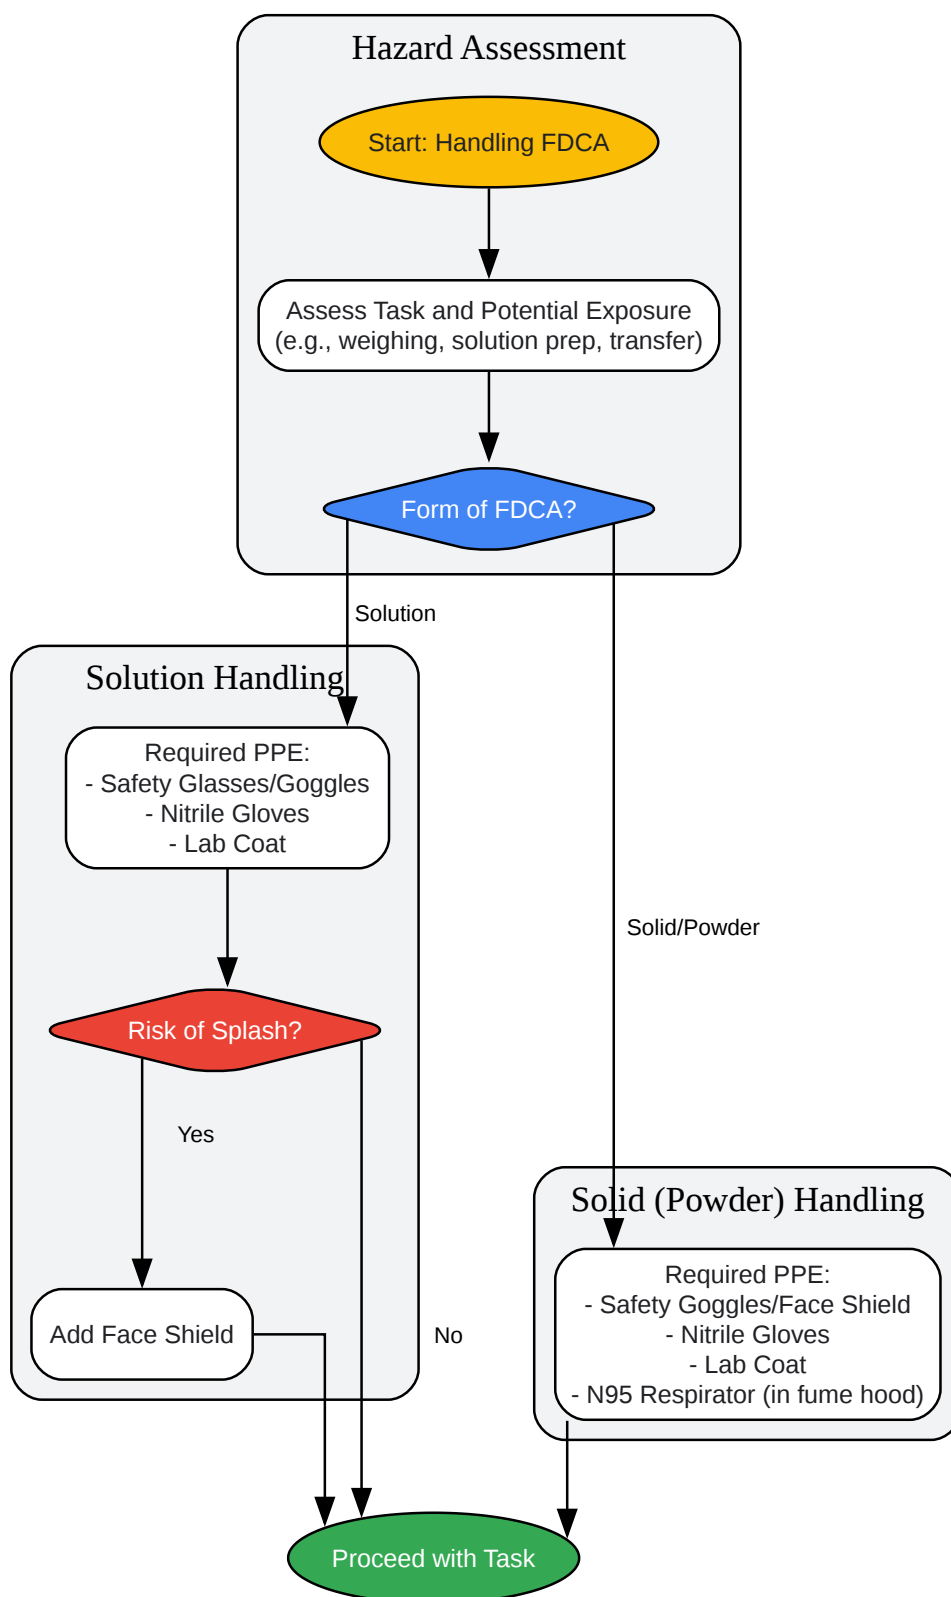 Hazard Assessment
Start: Handling FDCA
Assess Task and Potential Exposure
(e.g., weighing, solution prep, transfer)
Form of FDCA?
Solution
Solution Handling
Required PPE:
- Safety Glasses/Goggles
- Nitrile Gloves
- Lab Coat
Risk of Splash?
Yes
Add Face Shield
No
Solid/Powder
Solid (Powder) Handling
Required PPE:
- Safety Goggles/Face Shield
- Nitrile Gloves
- Lab Coat
- N95 Respirator (in fume hood)
Proceed with Task